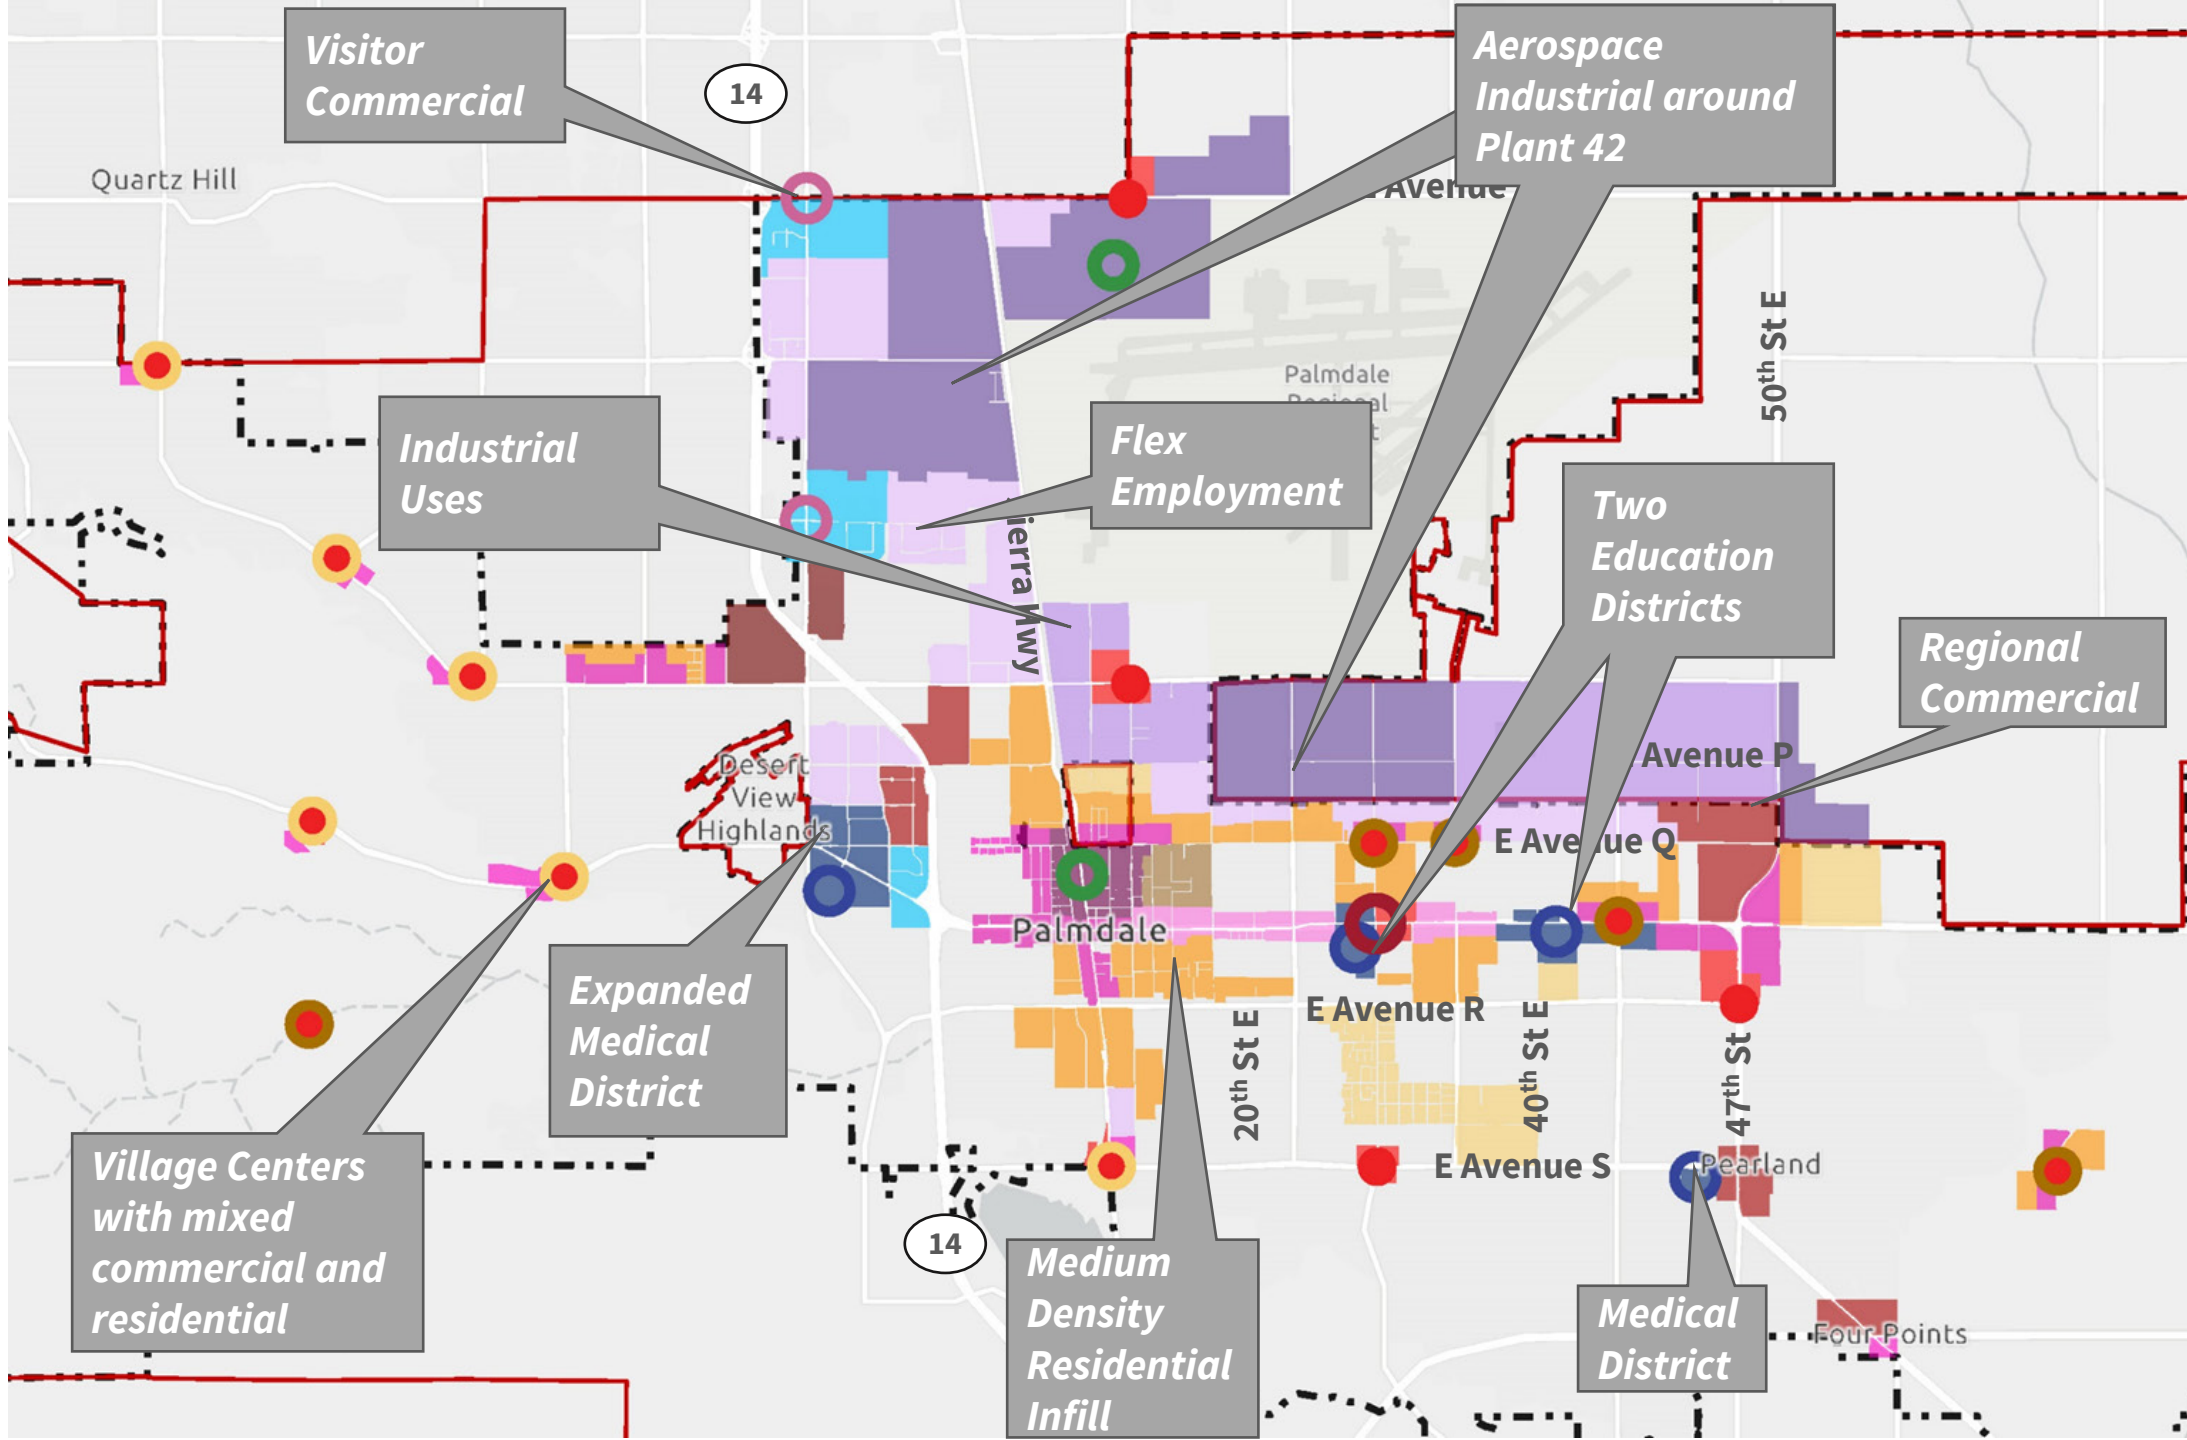 Visitor
Commercial
14
Aerospace
Industrial around
Plant 42
Quartz Hill
Avenue
50th St E
Palmdale
Industrial
Uses
Flex
Employment
Two
Education
Districts
Hwy
Regional
Commercial
Avenue P
Desert
View
Highlands
E Avenue Q
Palmdale
Expanded
Medical
District
E Avenue R
20th St E
40th St E
47th St
Village Centers
with mixed
commercial and
residential
E Avenue S
Pearland
14
Medium
Density
Residential
Infill
Medical
District
Four Points